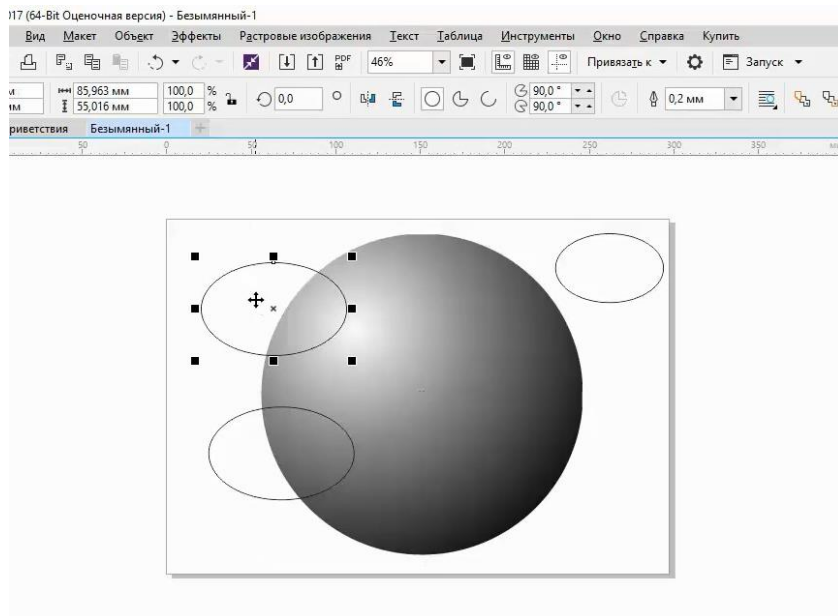 017 (64-Bit Оценочная версия) - Безымянный-1
Вид Макет Объект Эффекты Растровые изображения Текст Таблица Инструменты Окно Справка Купить
PDF 46% Привязать к Запуск
м 85,963 мм 100,0 % 0,0 ° 90,0 ° 0,2 мм
мм 55,016 мм 100,0 % 90,0 °
риветствия Безымянный-1
50 0 50 100 150 200 250 300 350